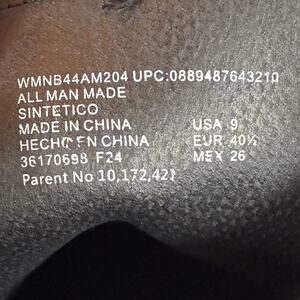 WMNB44AM204 UPC:0889487643210
ALL MAN MADE
SINTETICO
MADE IN CHINA USA 9
HECHO EN CHINA EUR 40½
36170698 F24 MEX 26
Parent No 10,172,421